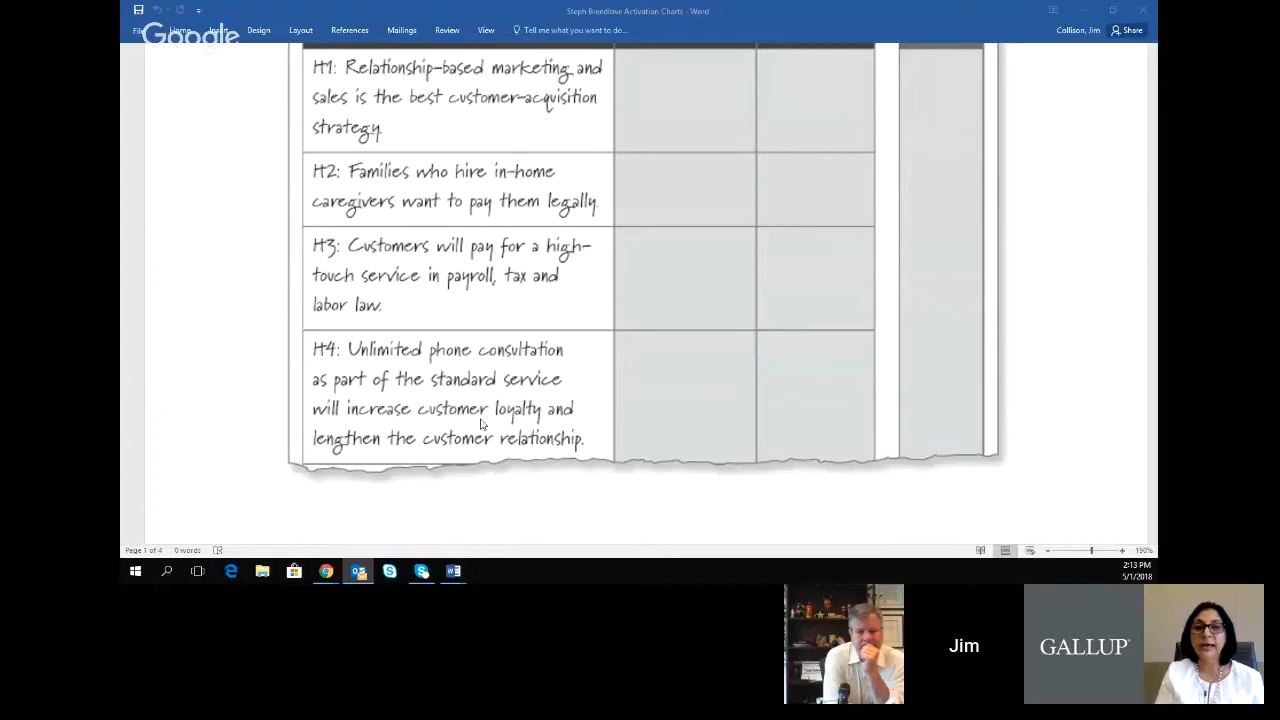 Steph Breedlove Activation Charts - Word
Google
File Home Insert Design Layout References Mailings Review View Tell me what you want to do... Collison, Jim Share
H1: Relationship-based marketing and
sales is the best customer-acquisition
strategy.
H2: Families who hire in-home
caregivers want to pay them legally.
H3: Customers will pay for a high-
touch service in payroll, tax and
labor law.
H4: Unlimited phone consultation
as part of the standard service
will increase customer loyalty and
lengthen the customer relationship.
Page 1 of 4 0 words 190%
2:13 PM
5/1/2018
Jim
GALLUP